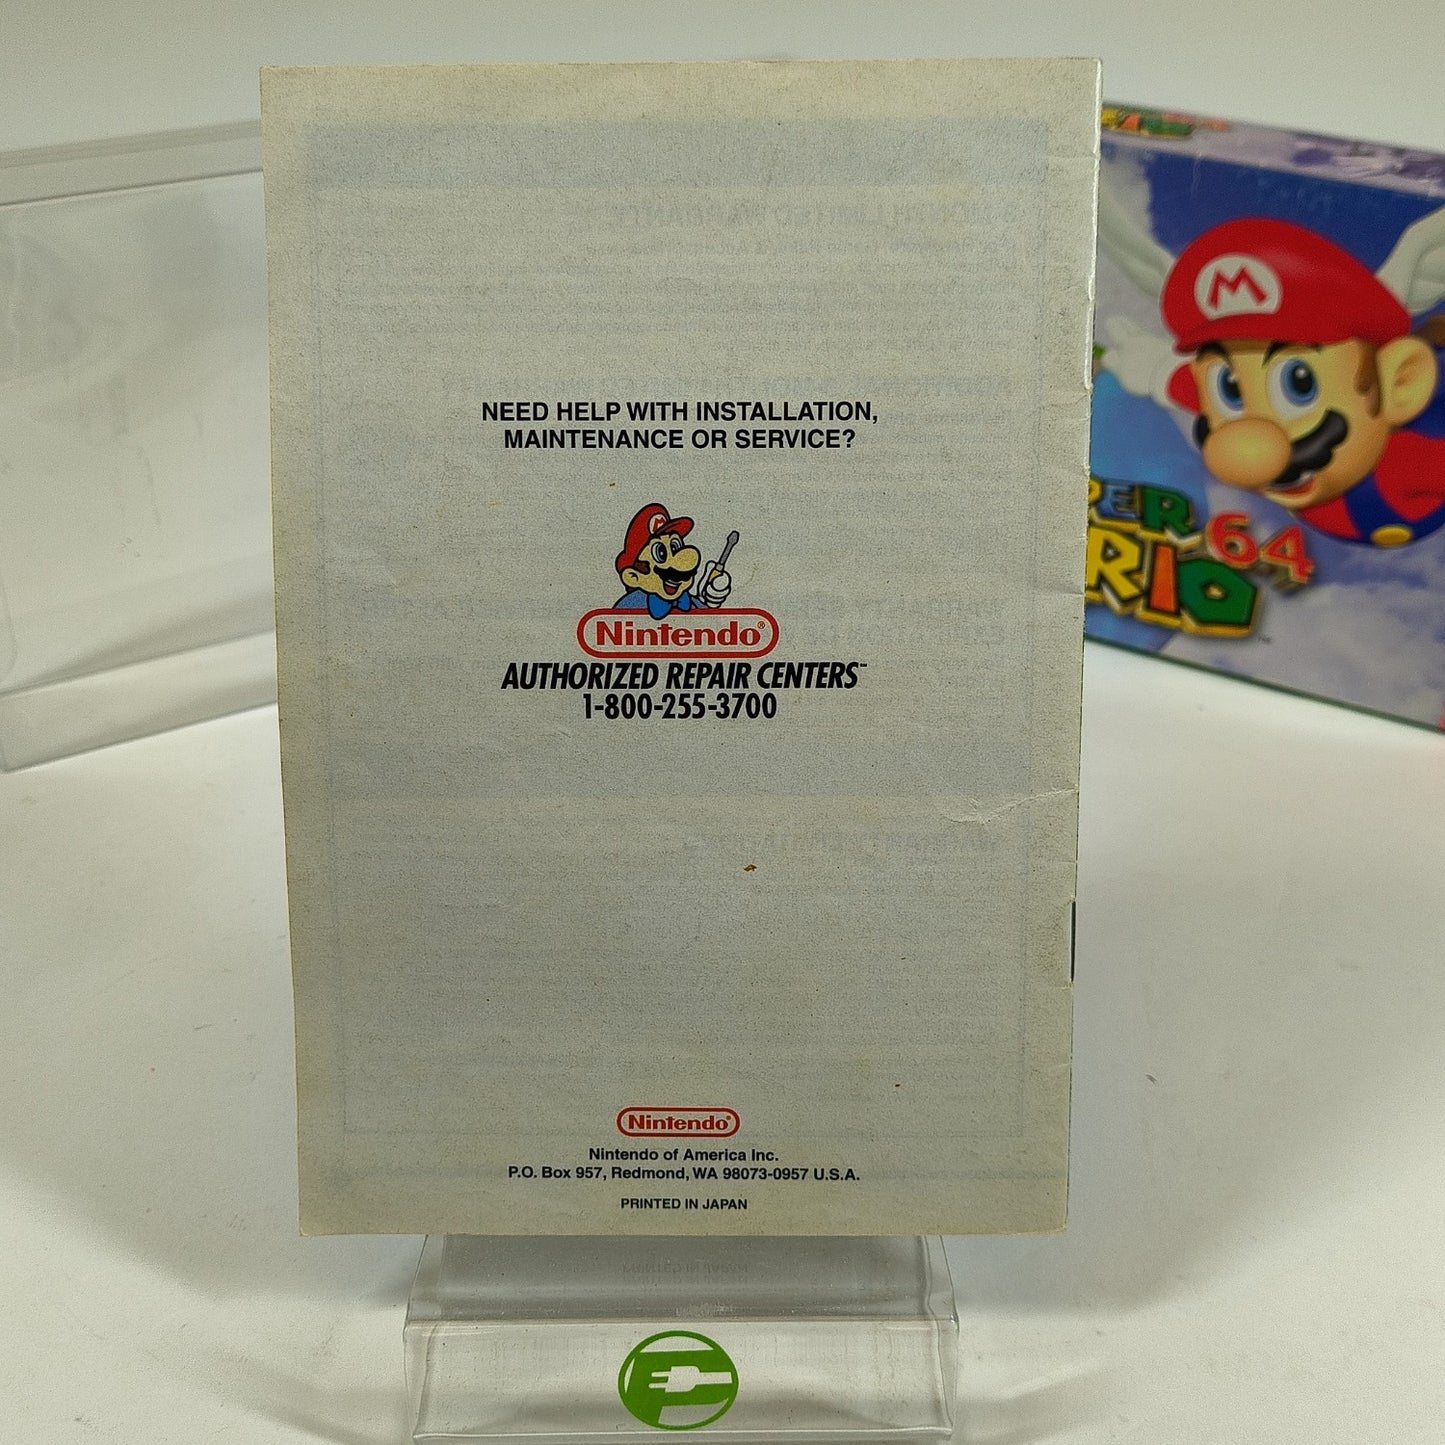 NEED HELP WITH INSTALLATION,
MAINTENANCE OR SERVICE?
M
Nintendo®
AUTHORIZED REPAIR CENTERS™
1-800-255-3700
Nintendo®
Nintendo of America Inc.
P.O. Box 957, Redmond, WA 98073-0957 U.S.A.
PRINTED IN JAPAN
M
64